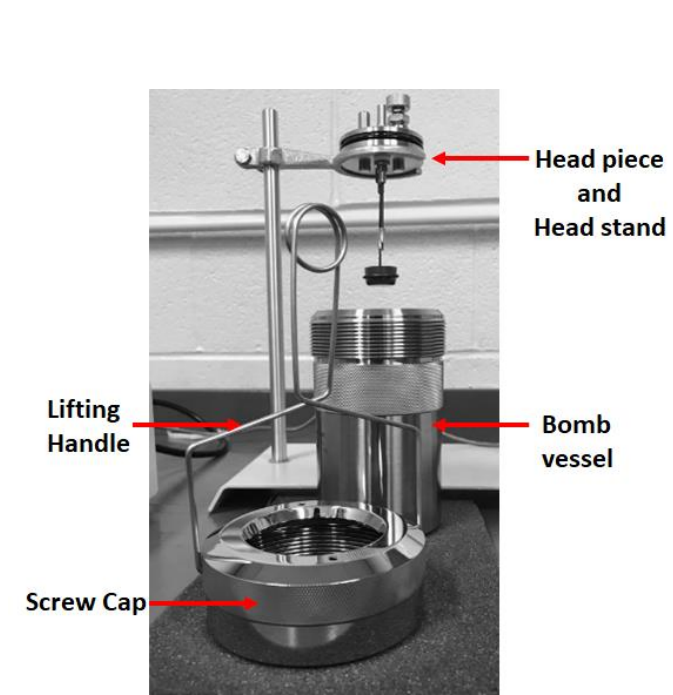 Head piece
and
Head stand
Lifting
Handle
Bomb
vessel
Screw Cap